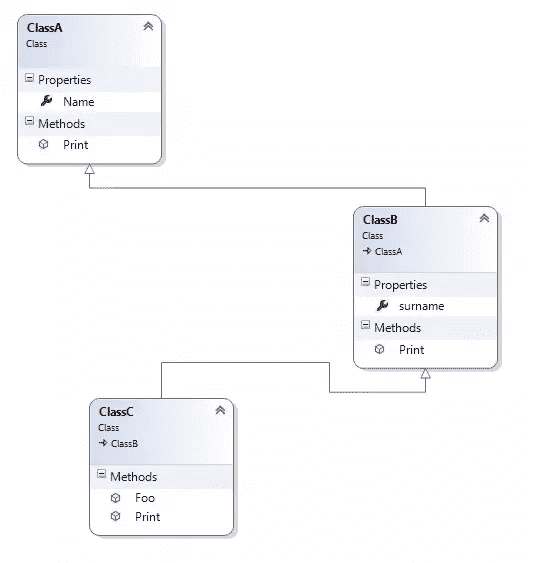 ClassA
Class
Properties
Name
Methods
Print
ClassB
Class
ClassA
Properties
surname
Methods
Print
ClassC
Class
ClassB
Methods
Foo
Print